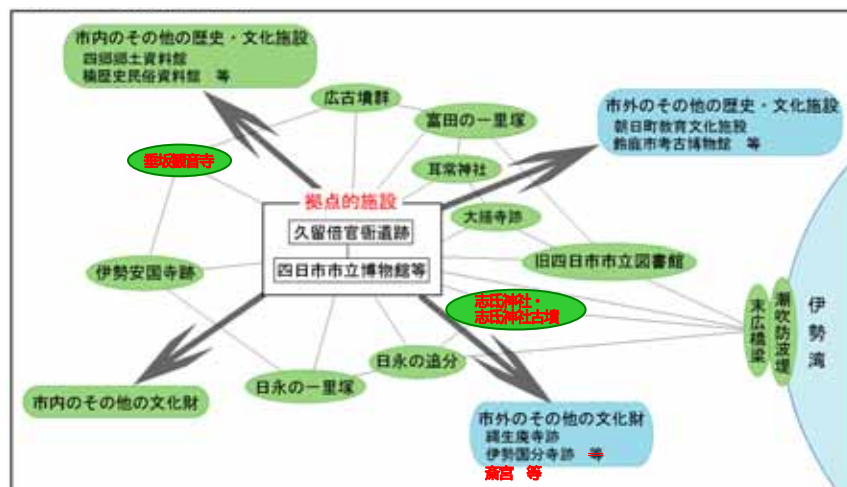 市内のその他の歴史・文化施設
四郷郷土資料館
楠歴史民俗資料館 等
広古墳群
富田の一里塚
市外のその他の歴史・文化施設
朝日町教育文化施設
鈴鹿市考古博物館 等
垂坂観音寺
耳常神社
拠点的施設
大膳寺跡
久留倍官衙遺跡
伊勢安国寺跡
四日市市立博物館等
旧四日市市立図書館
志氐神社・
志氐神社古墳
末広橋梁
潮吹防波堤
伊勢湾
日永の追分
日永の一里塚
市内のその他の文化財
市外のその他の文化財
縄生廃寺跡
伊勢国分寺跡 等
斎宮 等